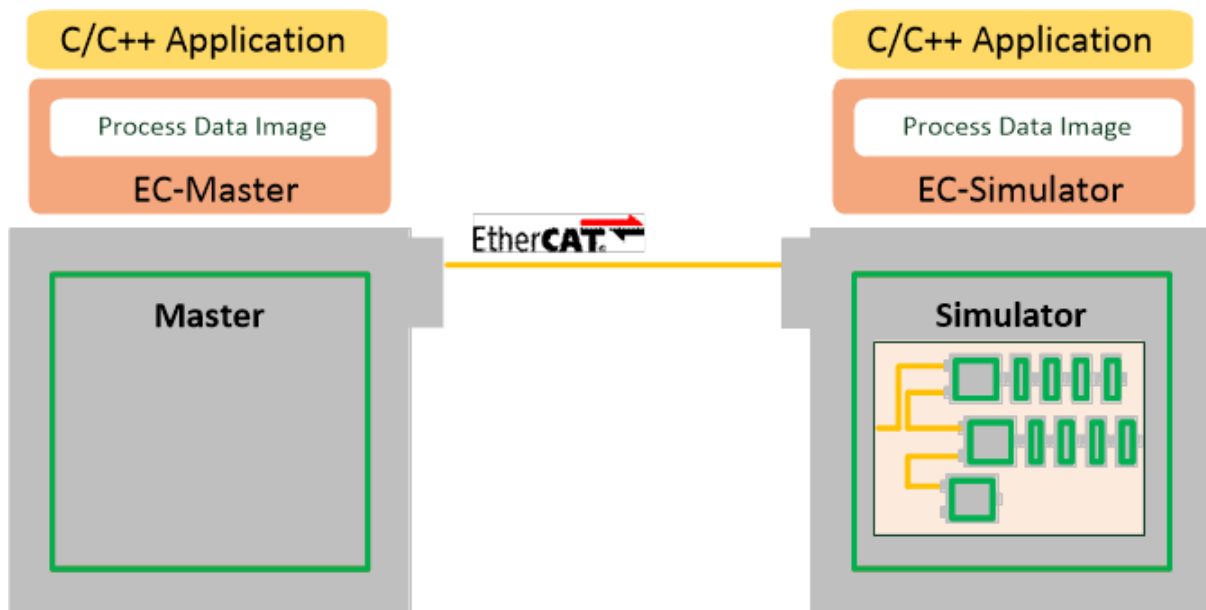 C/C++ Application
Process Data Image
EC-Master
C/C++ Application
Process Data Image
EC-Simulator
EtherCAT
Master
Simulator